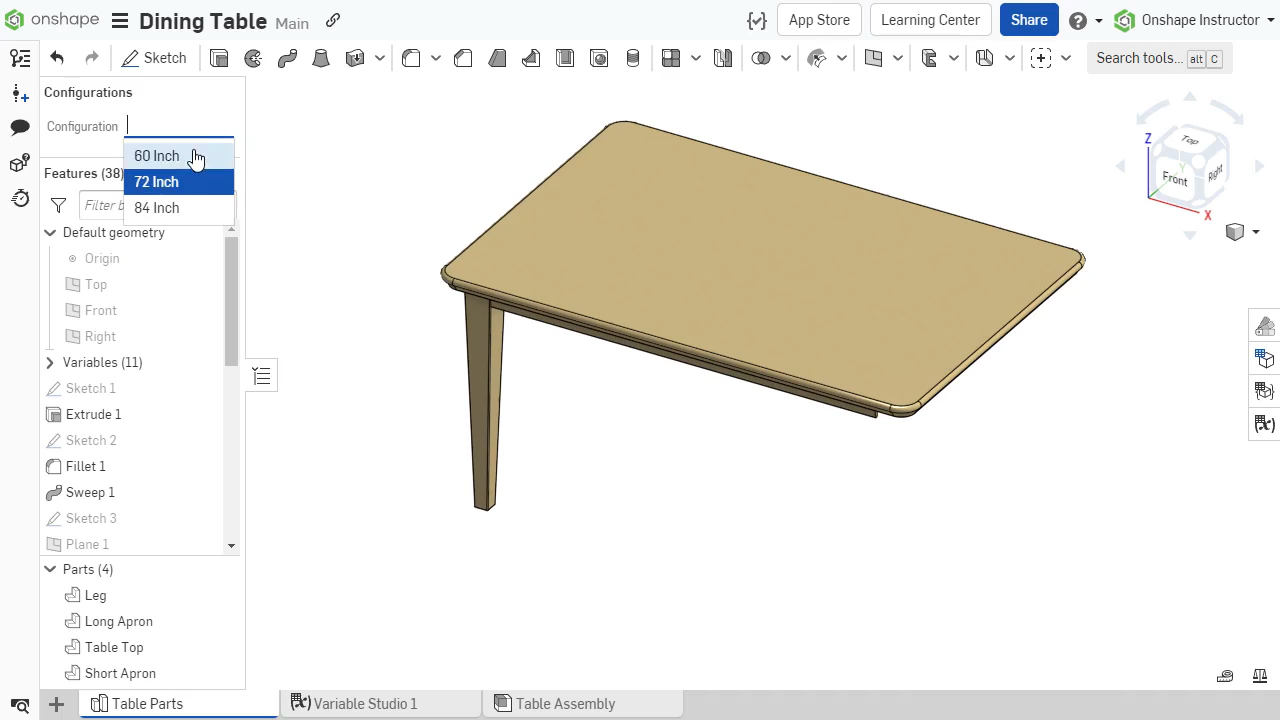 onshape
Dining Table Main
App Store
Learning Center
Share
Onshape Instructor
Sketch
Search tools... alt C
Configurations
Configuration
60 Inch
72 Inch
84 Inch
Features (38)
Filter b
Default geometry
Origin
Top
Front
Right
Variables (11)
Sketch 1
Extrude 1
Sketch 2
Fillet 1
Sweep 1
Sketch 3
Plane 1
Parts (4)
Leg
Long Apron
Table Top
Short Apron
Z
Top
Y
Front
Right
X
Table Parts
Variable Studio 1
Table Assembly